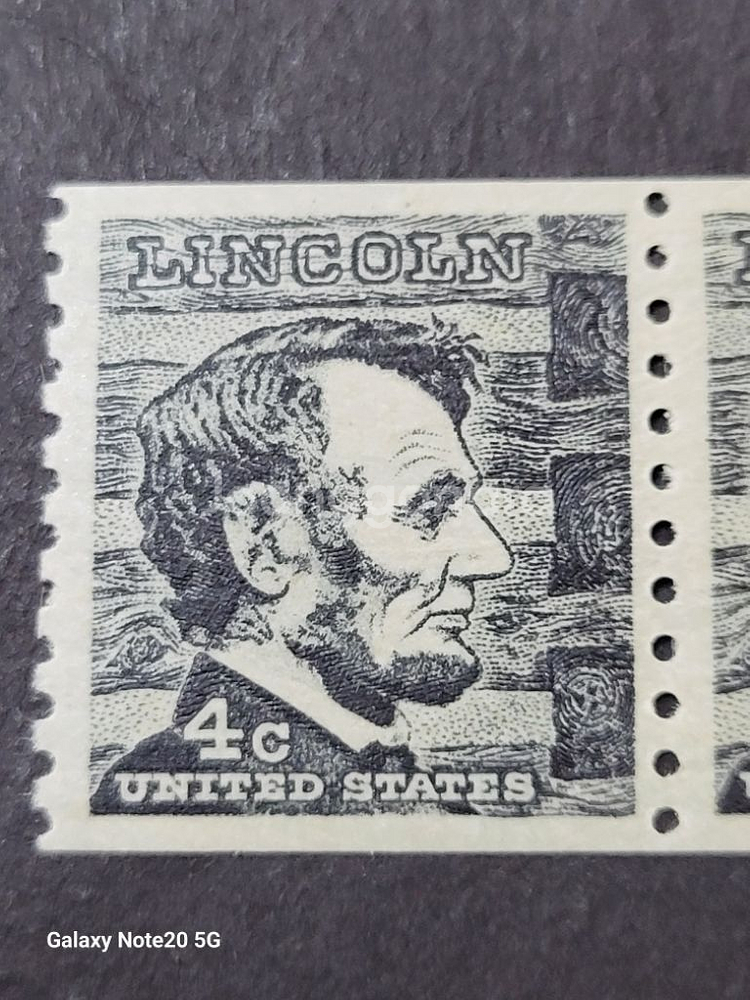 LINCOLN
4c
UNITED STATES
Galaxy Note20 5G